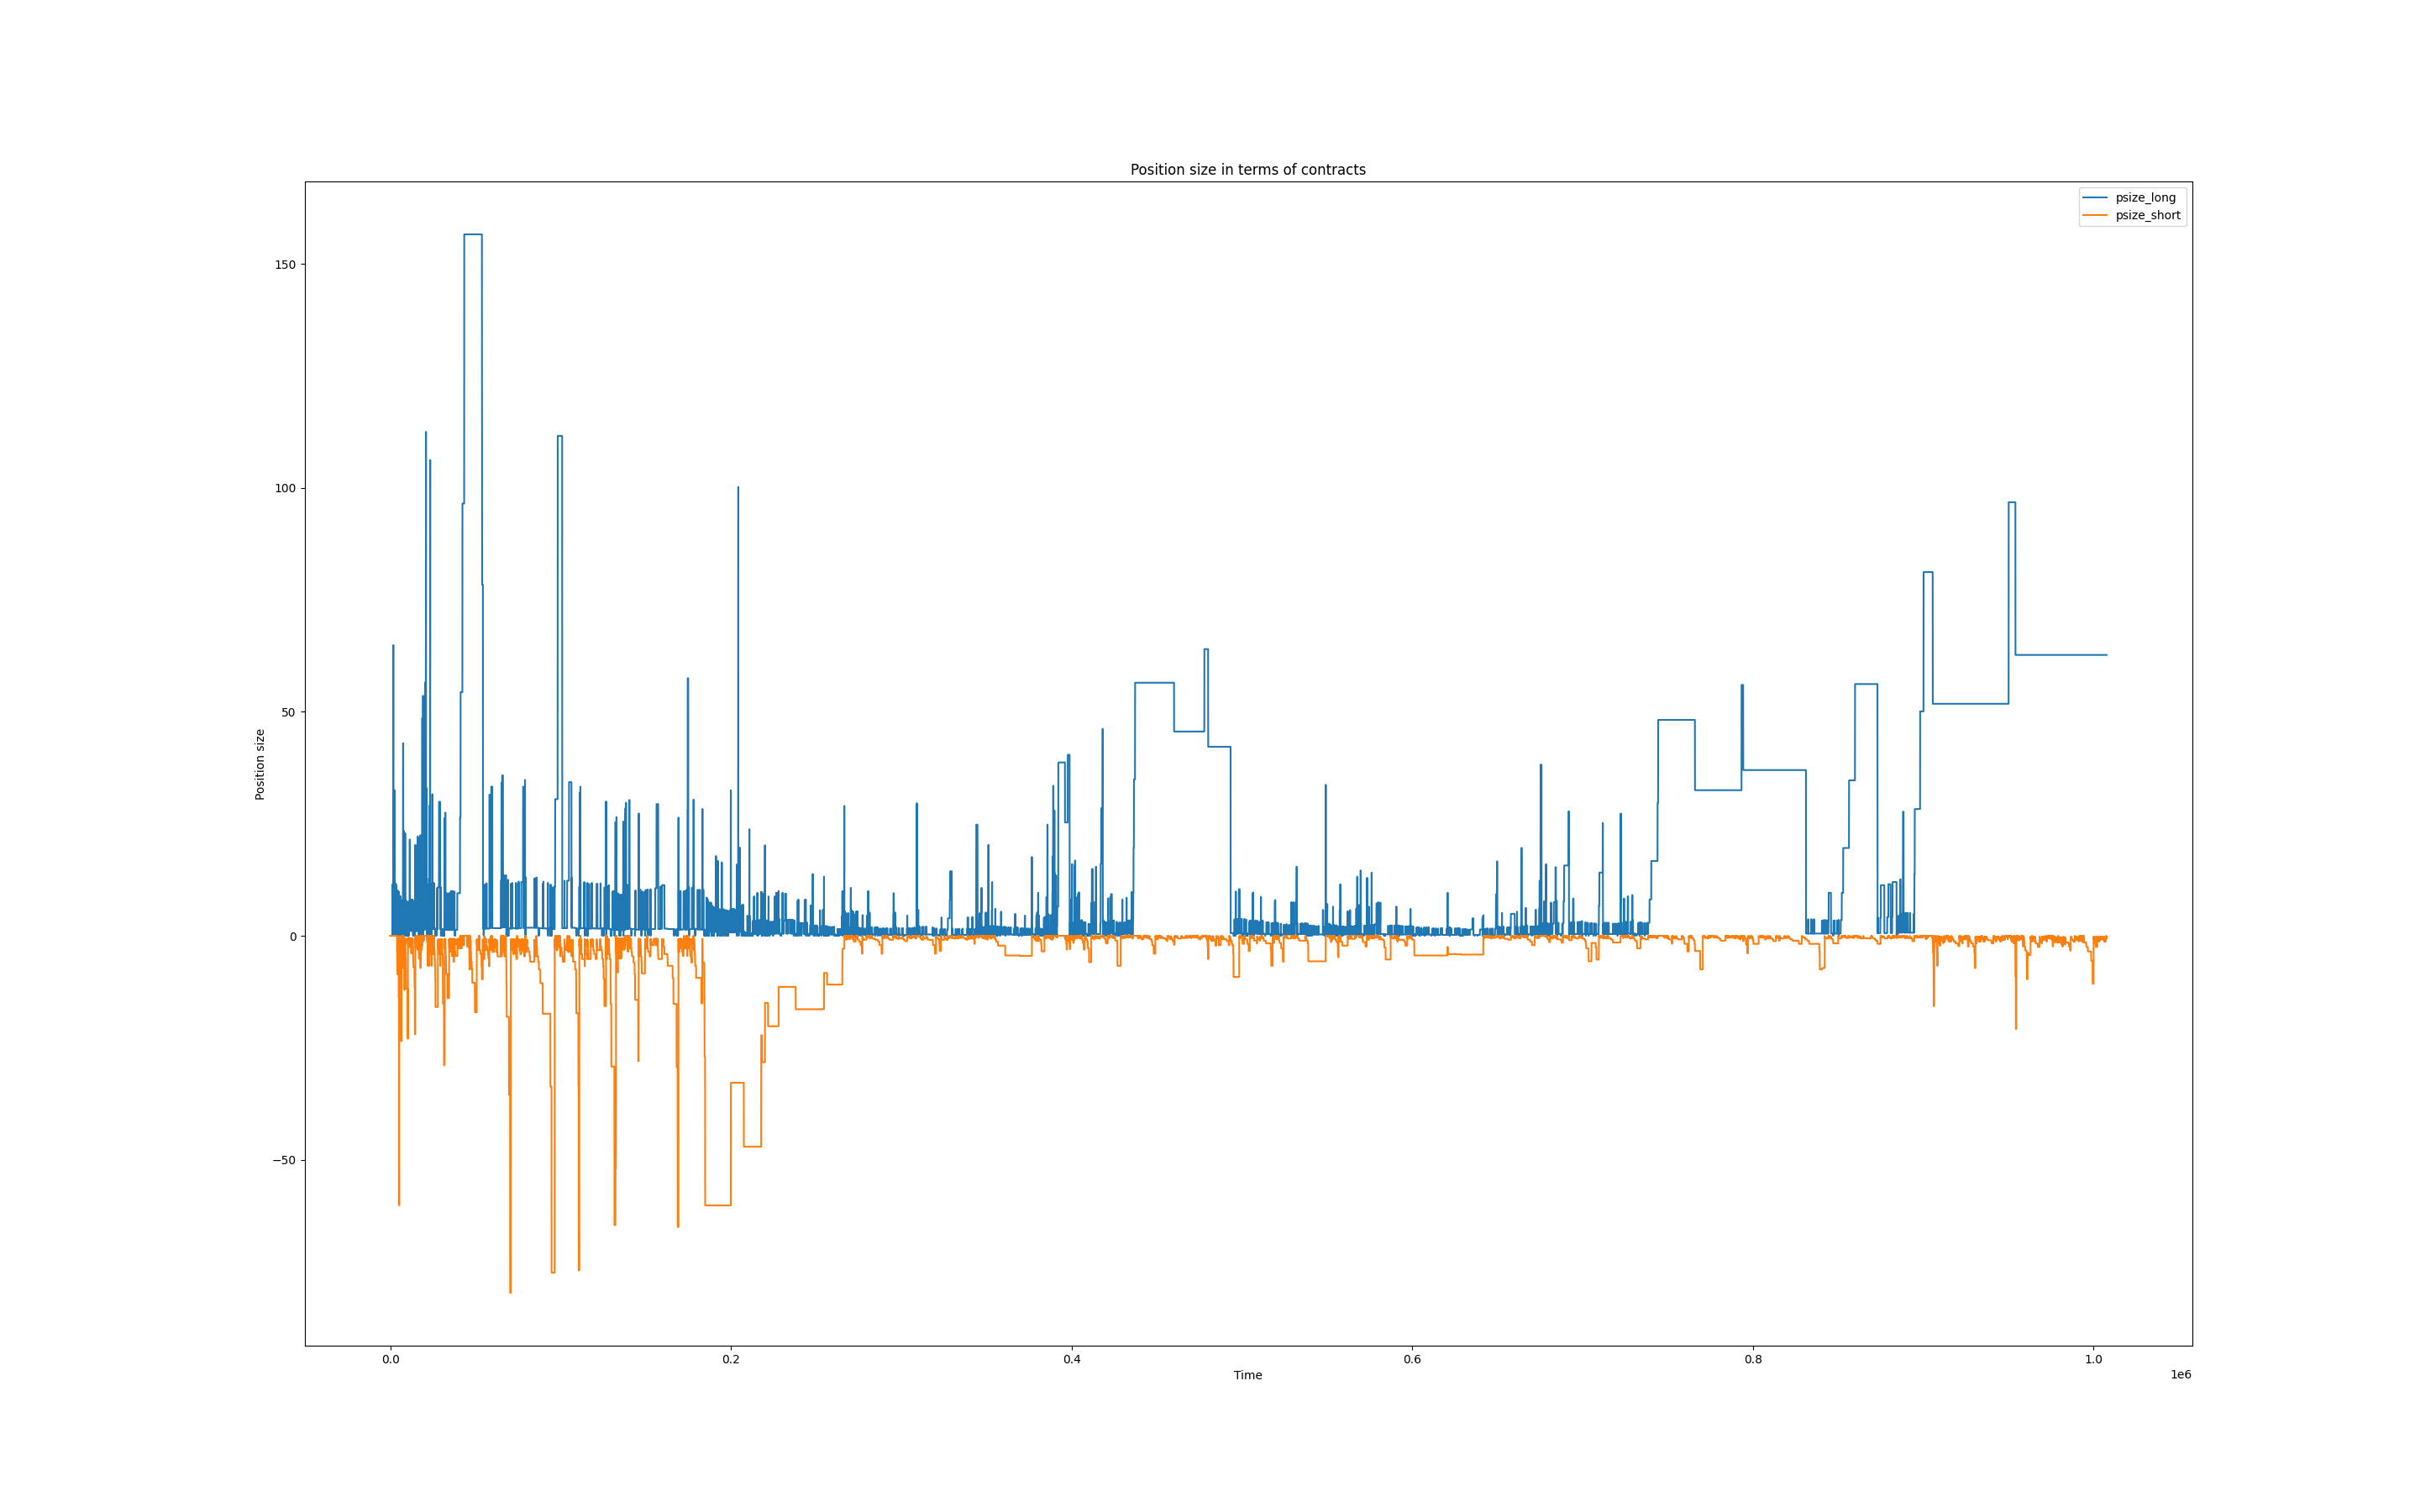 Position size in terms of contracts
psize_long
psize_short
150
100
50
0
−50
Position size
0.0
0.2
0.4
0.6
0.8
1.0
Time
1e6